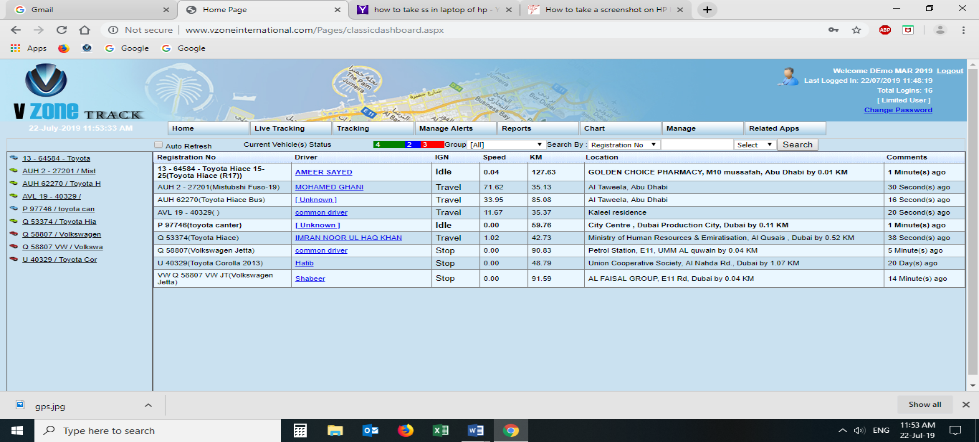 Gmail
Home Page
how to take ss in laptop of hp - Y
How to take a screenshot on HP
Not secure | www.vzoneinternational.com/Pages/classicdashboard.aspx
Apps Google Google
ABP
V ZONE TRACK
22-July-2019 11:53:33 AM
The Palm Jumeirah
Business Bay
Welcome DEmo MAR 2019 Logout
Last Logged In: 22/07/2019 11:48:19
Total Logins: 16
[ Limited User ]
Change Password
Home Live Tracking Tracking Manage Alerts Reports Chart Manage Related Apps
Auto Refresh Current Vehicle(s) Status 4 2 3 Group [All] Search By : Registration No Select Search
13 - 64584 - Toyota
AUH 2 - 27201 / Mist
AUH 62270 / Toyota H
AVL 19 - 40329 /
P 97746 / toyota can
Q 53374 / Toyota Hia
Q 58807 / Volkswagen
Q 58807 VW / Volkswa
U 40329 / Toyota Cor
Registration No Driver IGN Speed KM Location Comments
13 - 64584 - Toyota Hiace 15-25(Toyota Hiace (R17)) AMEER SAYED Idle 0.04 127.63 GOLDEN CHOICE PHARMACY, M10 mussafah, Abu Dhabi by 0.01 KM 1 Minute(s) ago
AUH 2 - 27201(Mistubshi Fuso-19) MOHAMED GHANI Travel 71.62 35.13 Al Taweela, Abu Dhabi 30 Second(s) ago
AUH 62270(Toyota Hiace Bus) [ Unknown ] Travel 33.95 85.08 Al Taweela, Abu Dhabi 16 Second(s) ago
AVL 19 - 40329( ) common driver Travel 11.67 35.37 Kaleel residence 20 Second(s) ago
P 97746(toyota canter) [ Unknown ] Idle 0.00 59.76 City Centre , Dubai Production City, Dubai by 0.11 KM 1 Minute(s) ago
Q 53374(Toyota Hiace) IMRAN NOOR UL HAQ KHAN Travel 1.02 42.73 Ministry of Human Resources & Emiratisation, Al Qusais , Dubai by 0.52 KM 38 Second(s) ago
Q 58807(Volkswagen Jetta) common driver Stop 0.00 90.83 Petrol Station, E11, UMM AL quwain by 0.04 KM 5 Minute(s) ago
U 40329(Toyota Corolla 2013) Habib Stop 0.00 46.79 Union Cooperative Society, Al Nahda Rd., Dubai by 1.07 KM 20 Day(s) ago
VW Q 58807 VW JT(Volkswagen Jetta) Shabeer Stop 0.00 91.59 AL FAISAL GROUP, E11 Rd, Dubai by 0.04 KM 14 Minute(s) ago
gps.jpg
Show all
Type here to search
ENG
11:53 AM
22-Jul-19